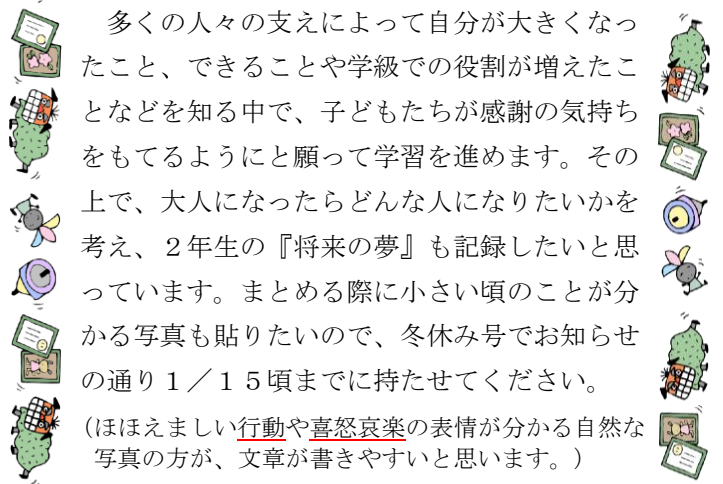 多くの人々の支えによって自分が大きくなっ
たこと、できることや学級での役割が増えたこ
となどを知る中で、子どもたちが感謝の気持ち
をもてるようにと願って学習を進めます。その
上で、大人になったらどんな人になりたいかを
考え、２年生の『将来の夢』も記録したいと思
っています。まとめる際に小さい頃のことが分
かる写真も貼りたいので、冬休み号でお知らせ
の通り１／１５頃までに持たせてください。
（ほほえましい行動や喜怒哀楽の表情が分かる自然な
写真の方が、文章が書きやすいと思います。）